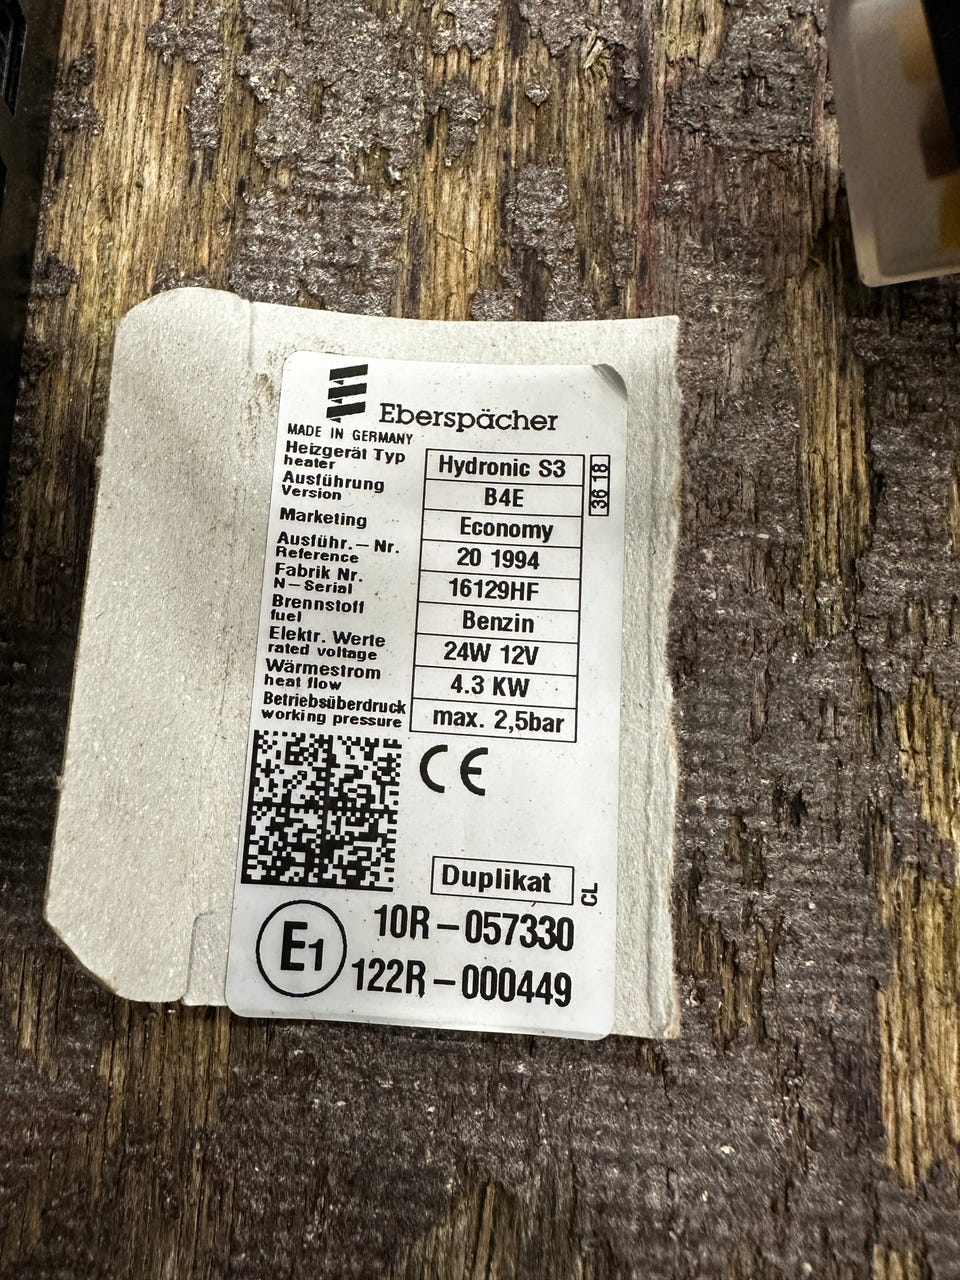 Eberspächer
MADE IN GERMANY
Heizgerät Typ
heater
Hydronic S3
36 18
Ausführung
Version
B4E
Marketing
Economy
Ausführ.–Nr.
Reference
20 1994
Fabrik Nr.
N–Serial
16129HF
Brennstoff
fuel
Benzin
Elektr. Werte
rated voltage
24W 12V
Wärmestrom
heat flow
4.3 KW
Betriebsüberdruck
working pressure
max. 2,5bar
CE
Duplikat
CL
E1
10R–057330
122R–000449